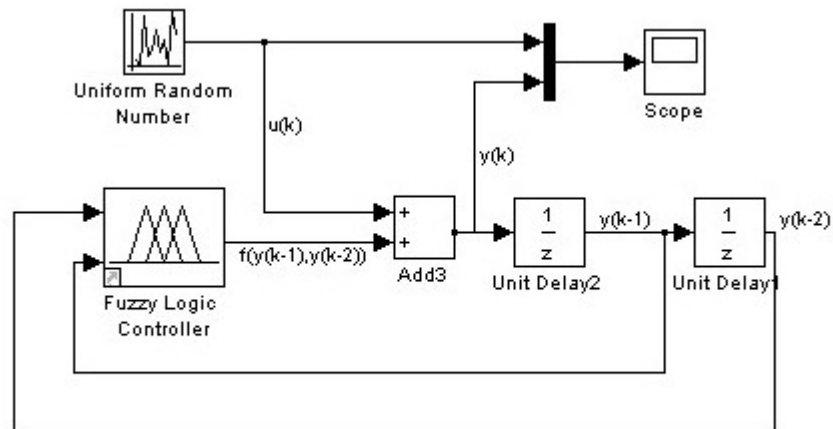 Uniform Random
Number
Scope
u(k)
y(k)
+
+
1
z
y(k-1)
1
z
y(k-2)
f(y(k-1),y(k-2))
Add3
Unit Delay2
Unit Delay1
Fuzzy Logic
Controller